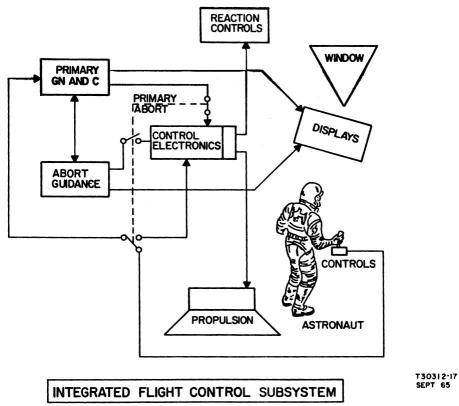 REACTION
CONTROLS
PRIMARY
GN AND C
WINDOW
PRIMARY
ABORT
CONTROL
ELECTRONICS
DISPLAYS
ABORT
GUIDANCE
CONTROLS
PROPULSION
ASTRONAUT
T30312-17
SEPT 65
INTEGRATED FLIGHT CONTROL SUBSYSTEM